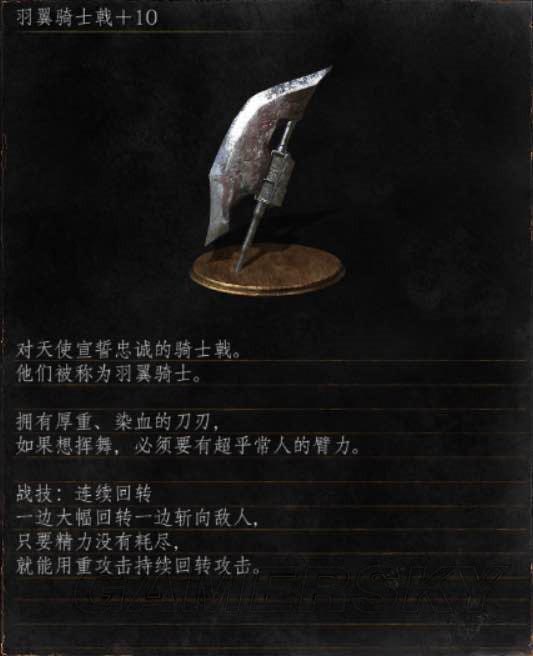 羽翼骑士戟+10
对天使宣誓忠诚的骑士戟。
他们被称为羽翼骑士。
拥有厚重、染血的刀刃，
如果想挥舞，必须要有超乎常人的臂力。
战技：连续回转
一边大幅回转一边斩向敌人，
只要精力没有耗尽，
就能用重攻击持续回转攻击。
GAMERSKY